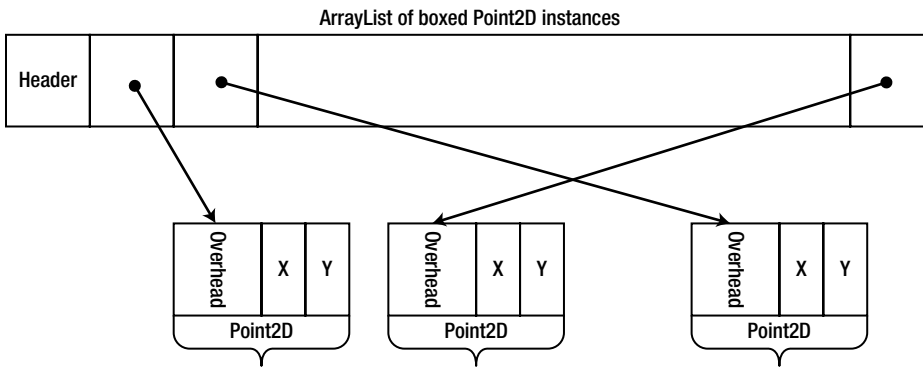 ArrayList of boxed Point2D instances
Header
Overhead
X
Y
Overhead
X
Y
Overhead
X
Y
Point2D
Point2D
Point2D